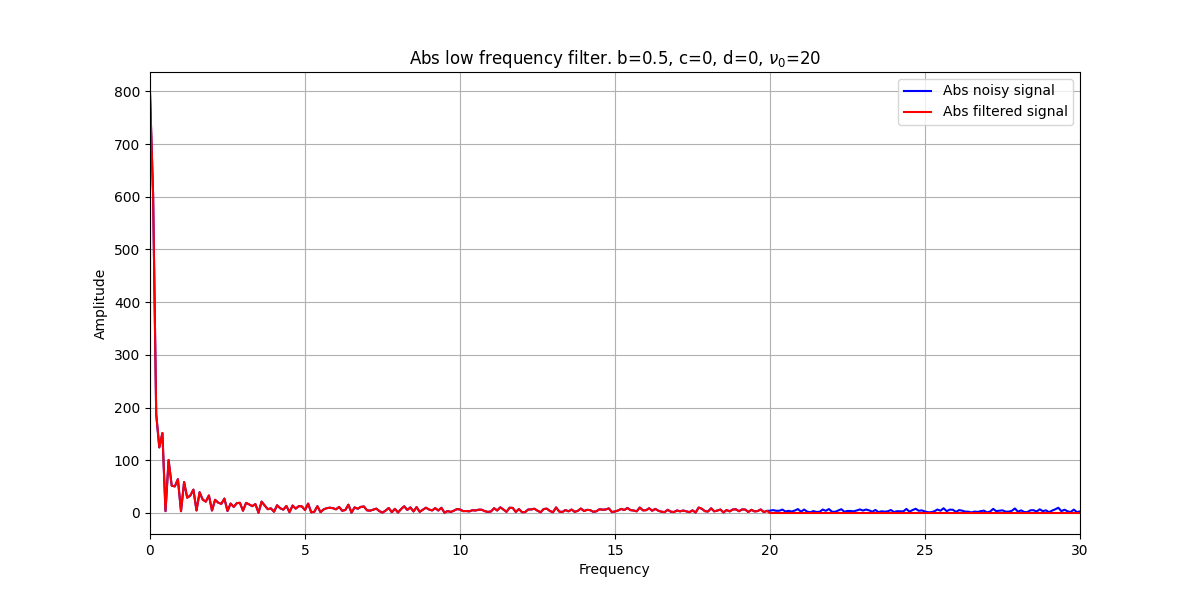 Abs low frequency filter. b=0.5, c=0, d=0, ν₀=20
Abs noisy signal
Abs filtered signal
Amplitude
800
700
600
500
400
300
200
100
0
0 5 10 15 20 25 30
Frequency